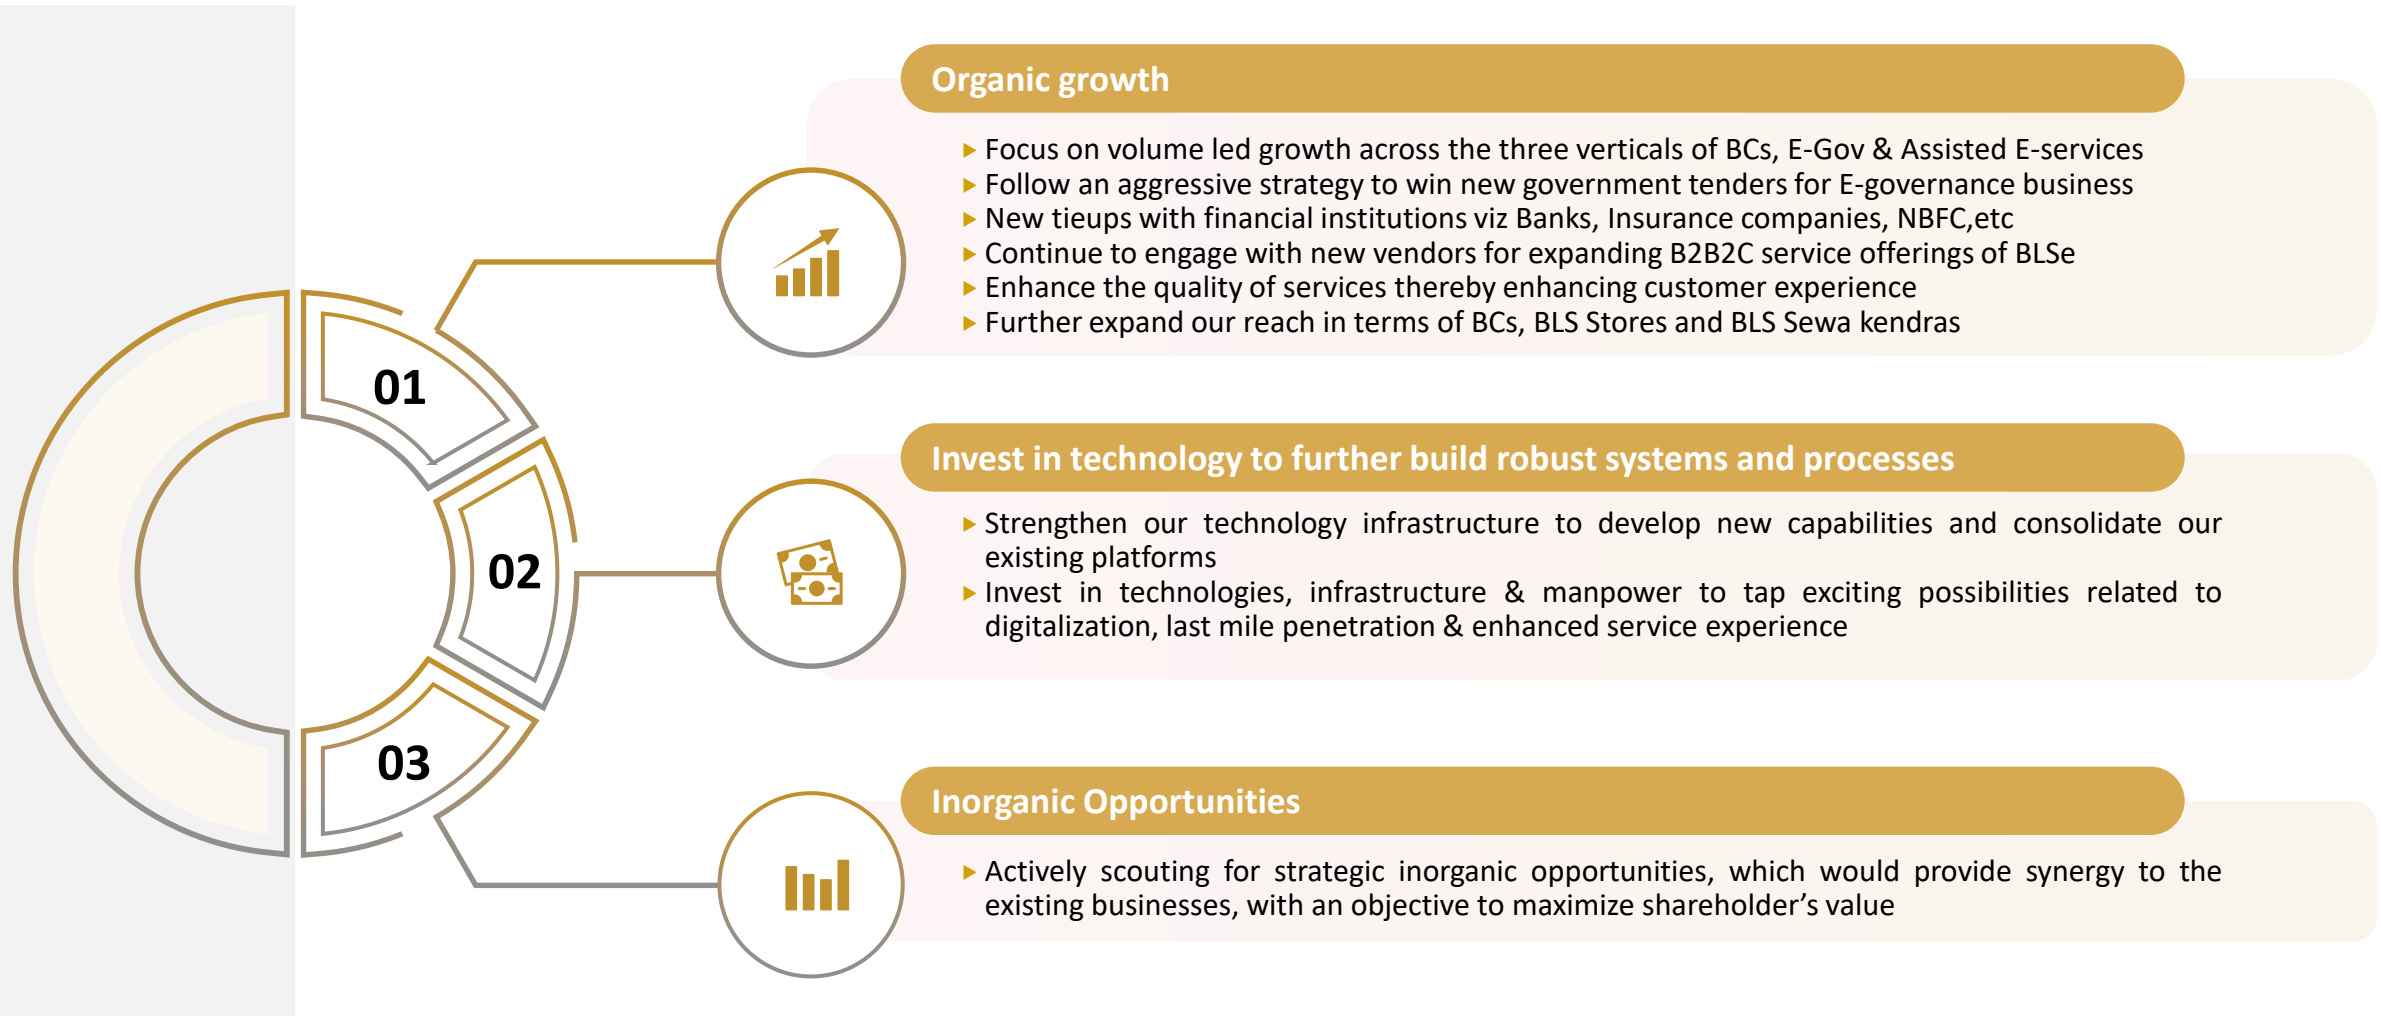 Organic growth
Focus on volume led growth across the three verticals of BCs, E-Gov & Assisted E-services
Follow an aggressive strategy to win new government tenders for E-governance business
New tieups with financial institutions viz Banks, Insurance companies, NBFC,etc
Continue to engage with new vendors for expanding B2B2C service offerings of BLSe
Enhance the quality of services thereby enhancing customer experience
Further expand our reach in terms of BCs, BLS Stores and BLS Sewa kendras
01
Invest in technology to further build robust systems and processes
Strengthen our technology infrastructure to develop new capabilities and consolidate our
existing platforms
Invest in technologies, infrastructure & manpower to tap exciting possibilities related to
digitalization, last mile penetration & enhanced service experience
02
03
Inorganic Opportunities
Actively scouting for strategic inorganic opportunities, which would provide synergy to the
existing businesses, with an objective to maximize shareholder’s value